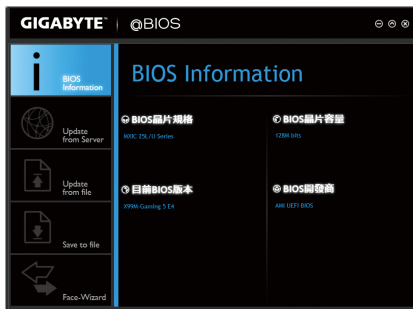 GIGABYTE™ @BIOS
BIOS
Information
Update
from Server
Update
from file
Save to file
Face-Wizard
BIOS Information
BIOS晶片規格
MXIC 25L/U Series
BIOS晶片容量
128M bits
目前BIOS版本
X99M-Gaming 5 E4
BIOS開發商
AMI UEFI BIOS